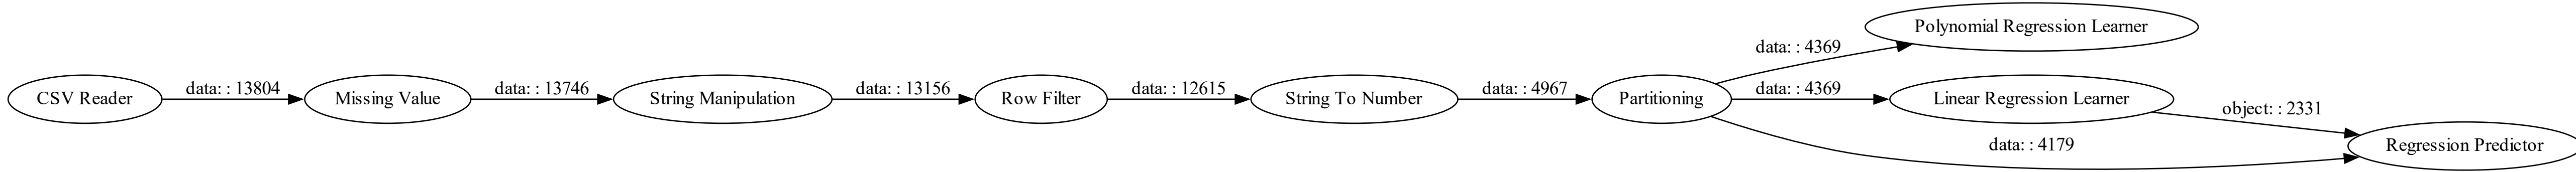 CSV Reader
data: : 13804
Missing Value
data: : 13746
String Manipulation
data: : 13156
Row Filter
data: : 12615
String To Number
data: : 4967
Partitioning
data: : 4369
Polynomial Regression Learner
data: : 4369
Linear Regression Learner
object: : 2331
data: : 4179
Regression Predictor